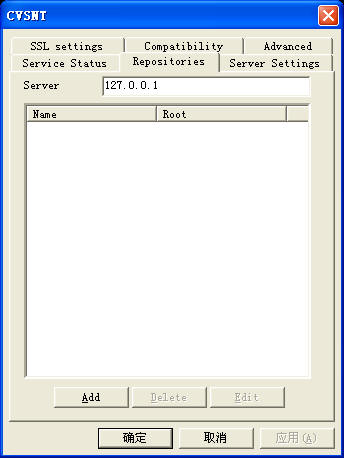 CVSNT
SSL settings Compatibility Advanced
Service Status Repositories Server Settings
Server 127.0.0.1
Name Root
Add Delete Edit
确定 取消 应用(A)